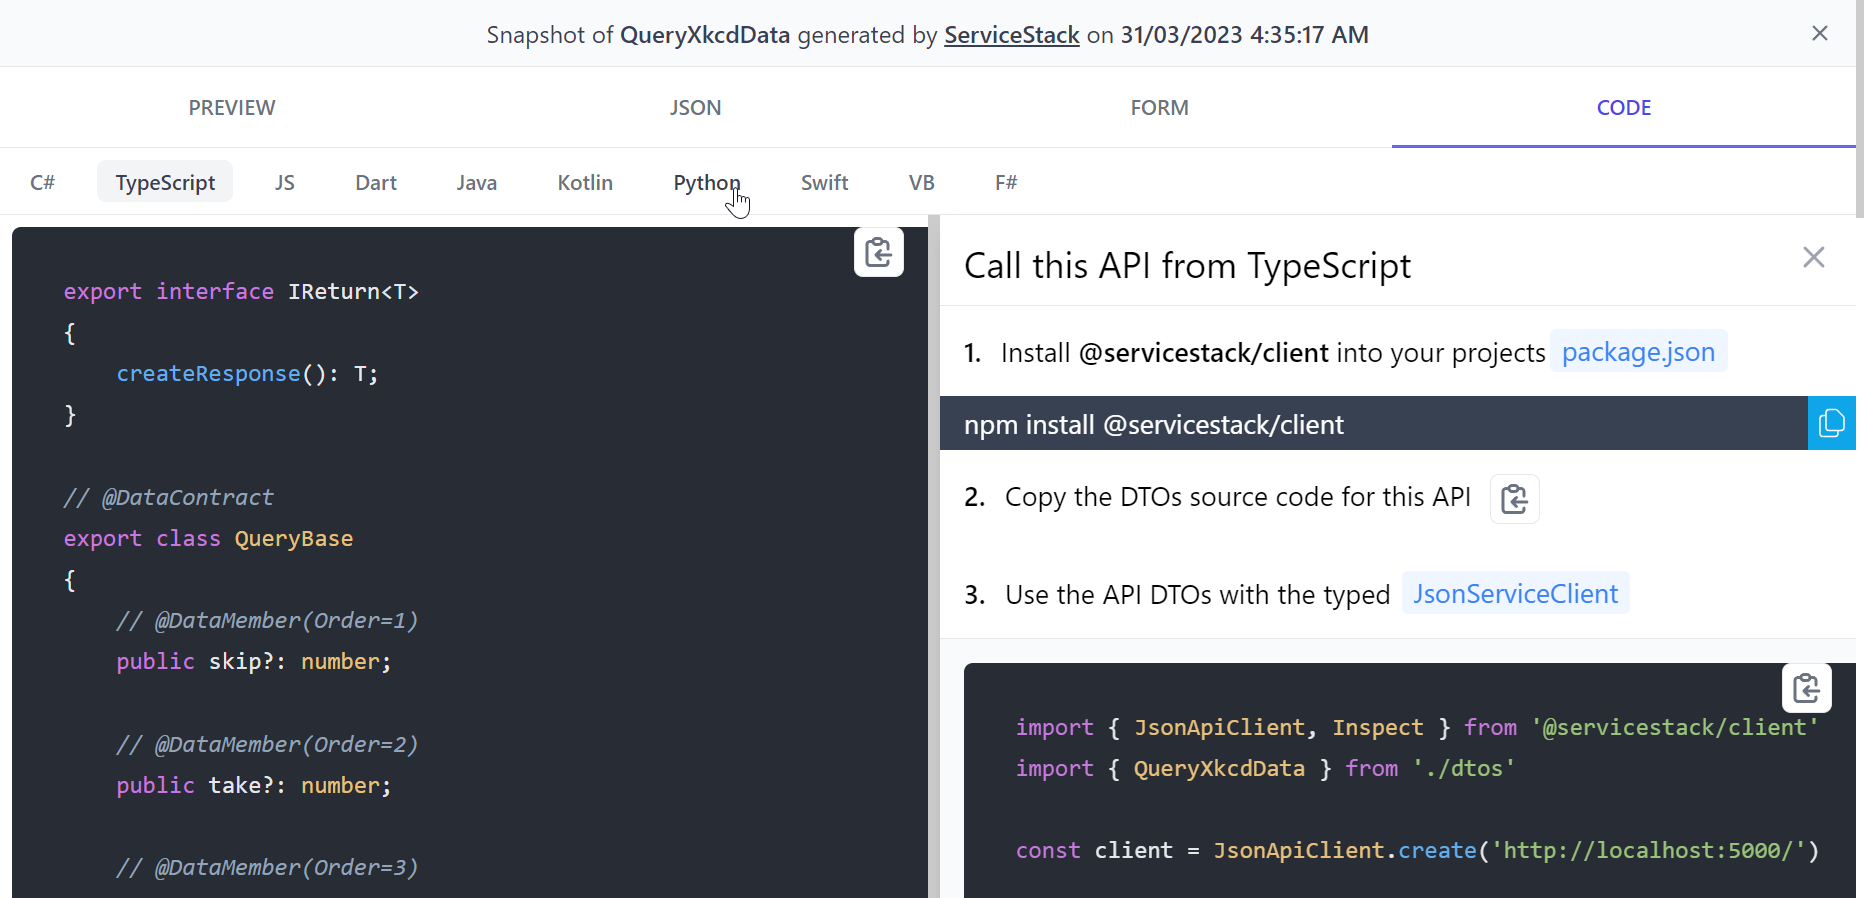 Snapshot of QueryXkcdData generated by ServiceStack on 31/03/2023 4:35:17 AM
PREVIEW JSON FORM CODE
C# TypeScript JS Dart Java Kotlin Python Swift VB F#
export interface IReturn<T>
{
createResponse(): T;
}
// @DataContract
export class QueryBase
{
// @DataMember(Order=1)
public skip?: number;
// @DataMember(Order=2)
public take?: number;
// @DataMember(Order=3)
Call this API from TypeScript
1. Install @servicestack/client into your projects package.json
npm install @servicestack/client
2. Copy the DTOs source code for this API
3. Use the API DTOs with the typed JsonServiceClient
import { JsonApiClient, Inspect } from '@servicestack/client'
import { QueryXkcdData } from './dtos'
const client = JsonApiClient.create('http://localhost:5000/')